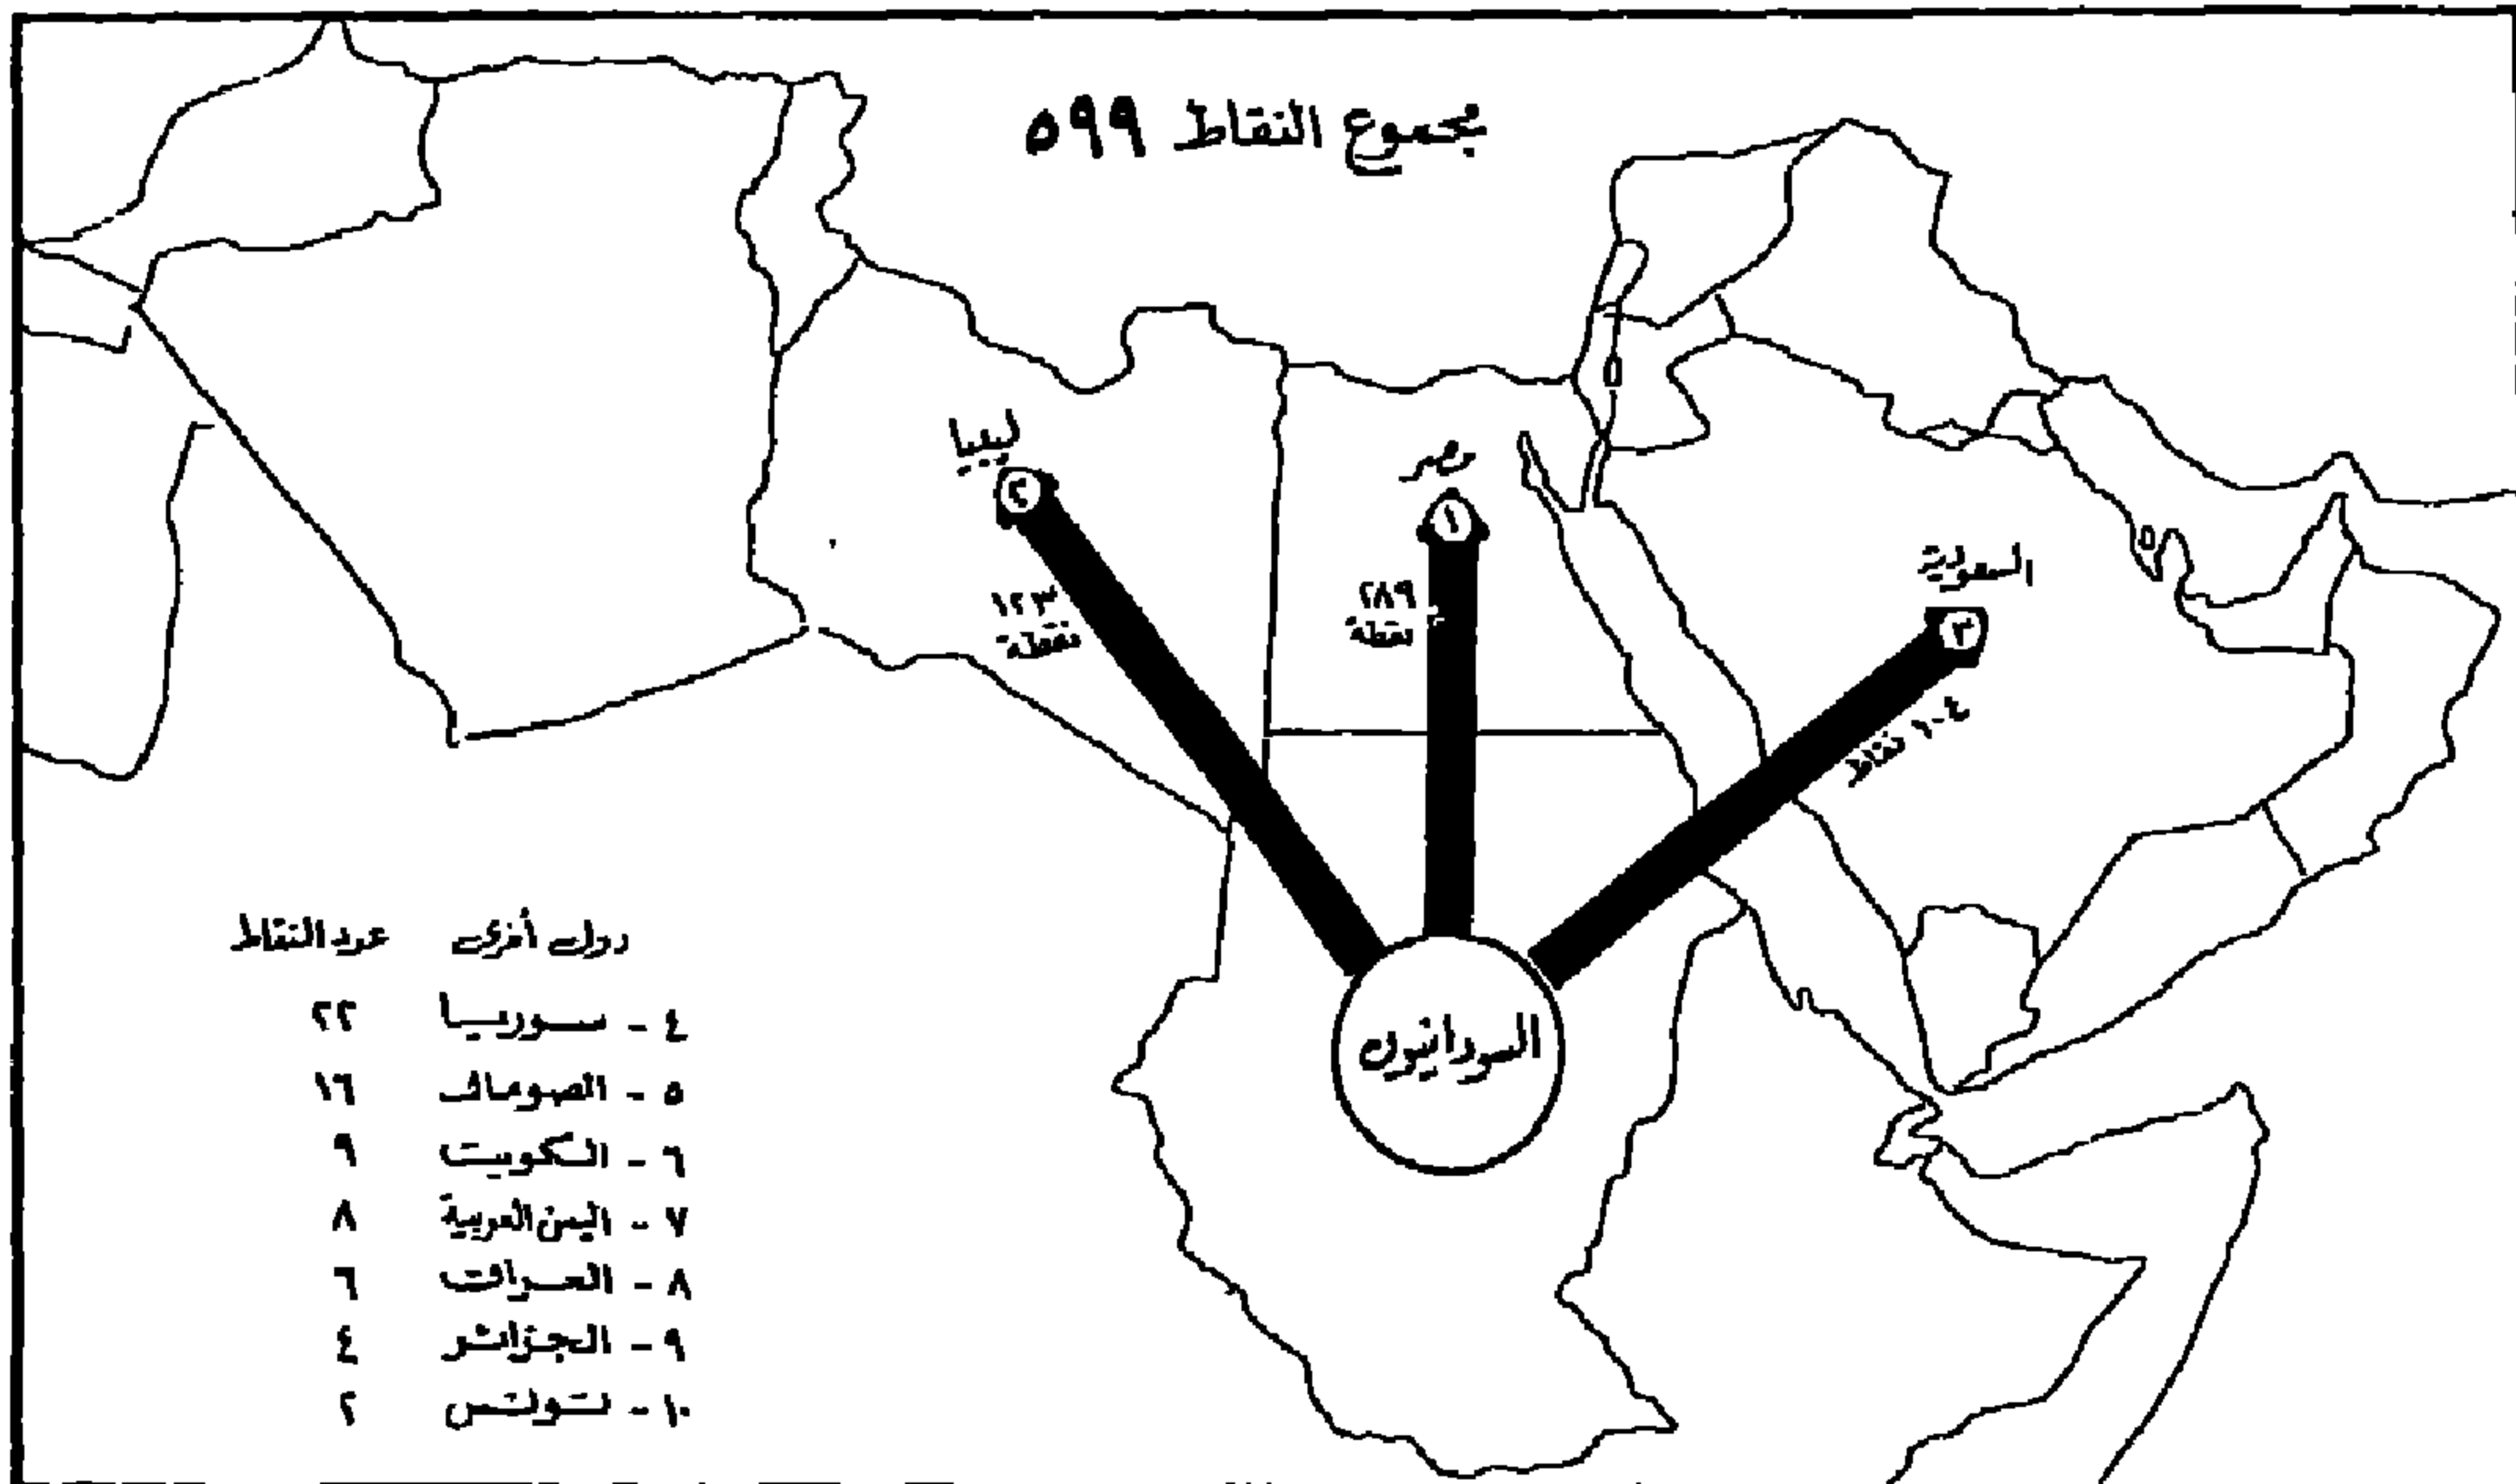 مجموع النقاط ٥٩٩
ليبيا
مصر
السعودية
٢
١
٣
١٢٣
نقطة
٢٨٩
نقطة
١٠٤ نقاط
السودانيون
دول أخرى عدد النقاط
٤ - سوريا ٢٢
٥ - الصومال ١٦
٦ - الكويت ٩
٧ - اليمن العربية ٨
٨ - العراق ٦
٩ - الجزائر ٤
١٠ - تونس ٢